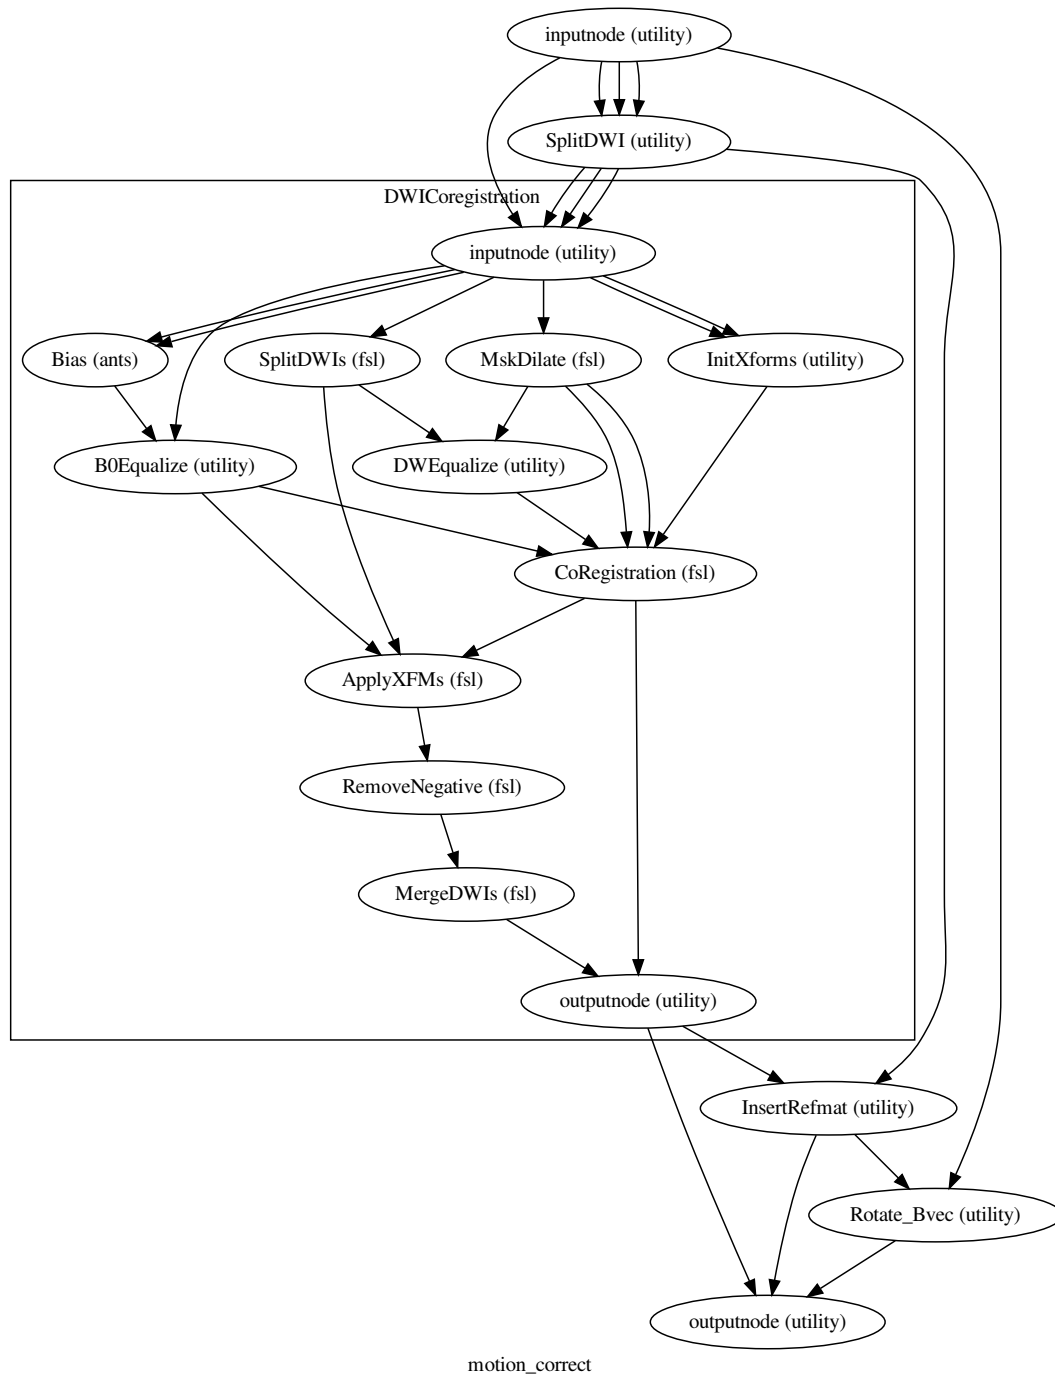 inputnode (utility)
SplitDWI (utility)
DWICoregistration
inputnode (utility)
Bias (ants)
SplitDWIs (fsl)
MskDilate (fsl)
InitXforms (utility)
B0Equalize (utility)
DWEqualize (utility)
CoRegistration (fsl)
ApplyXFMs (fsl)
RemoveNegative (fsl)
MergeDWIs (fsl)
outputnode (utility)
InsertRefmat (utility)
Rotate_Bvec (utility)
outputnode (utility)
motion_correct